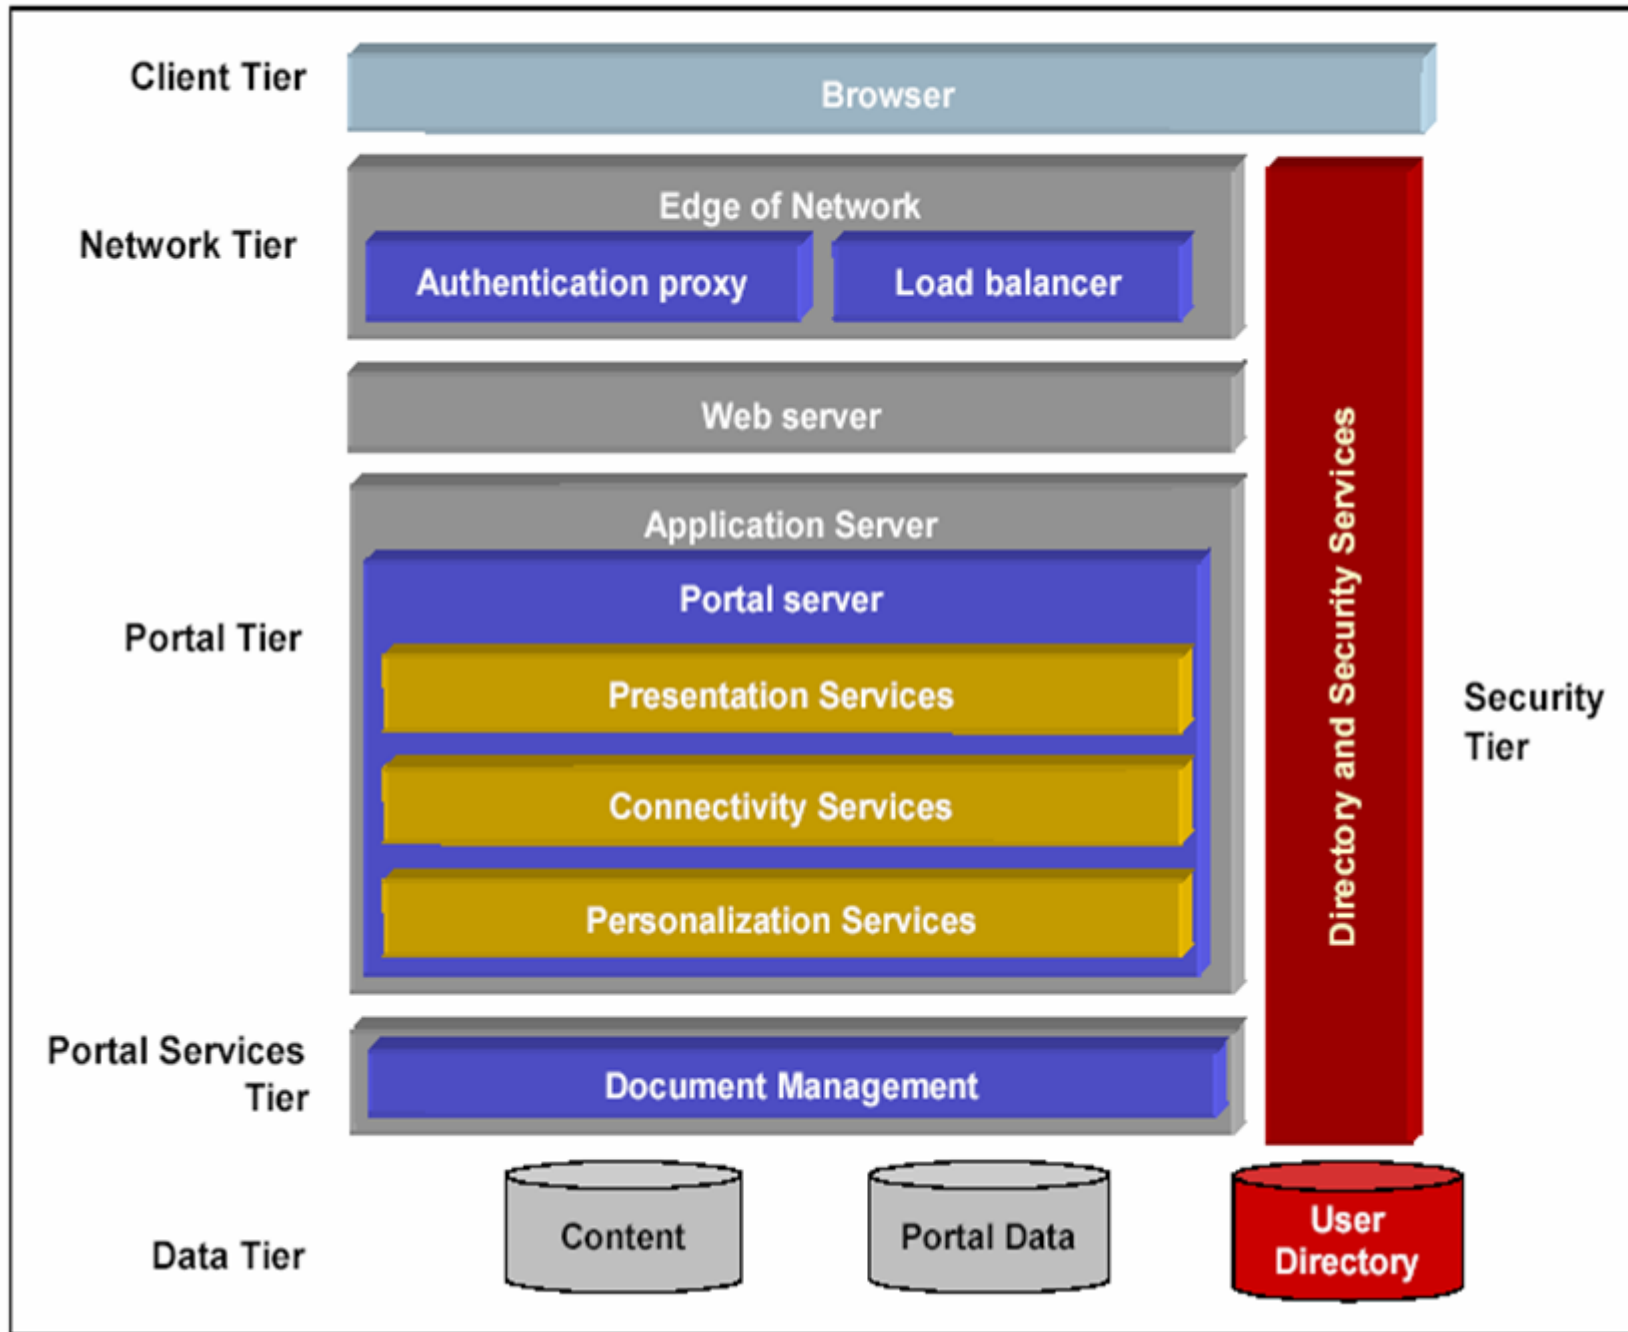 Client Tier
Browser
Network Tier
Edge of Network
Authentication proxy
Load balancer
Web server
Portal Tier
Application Server
Portal server
Presentation Services
Connectivity Services
Personalization Services
Directory and Security Services
Security
Tier
Portal Services
Tier
Document Management
Data Tier
Content
Portal Data
User
Directory